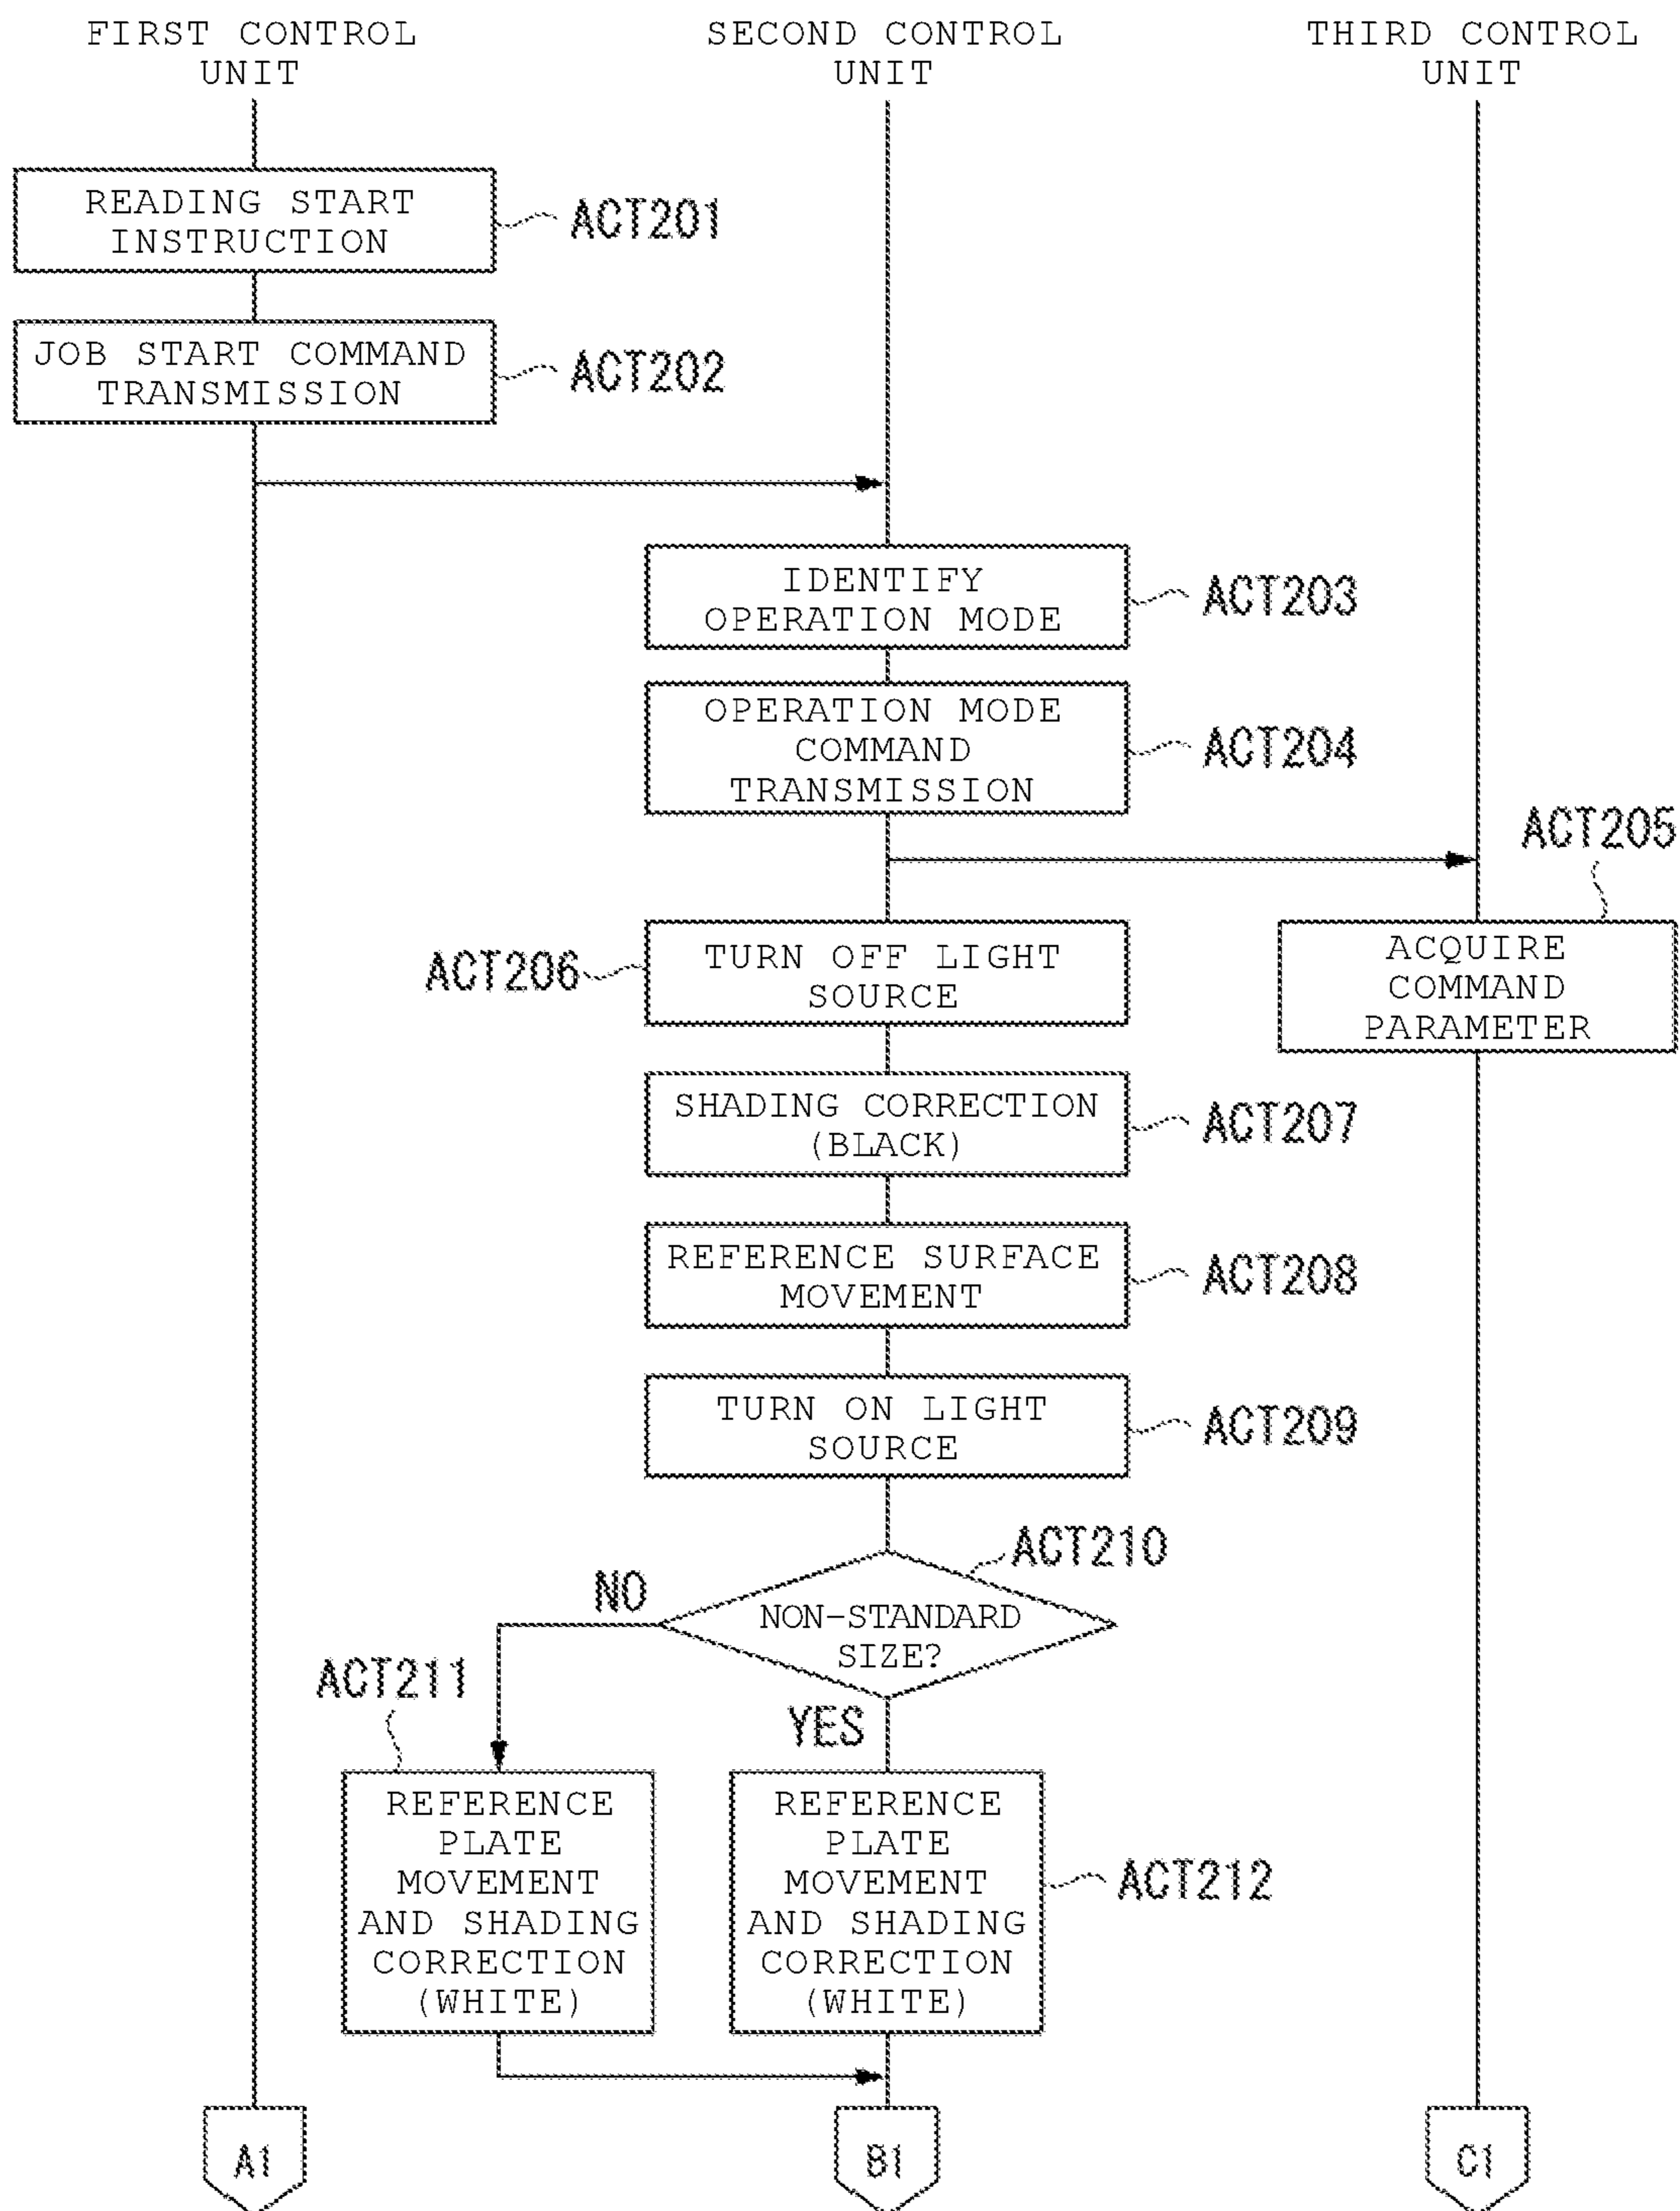 FIRST CONTROL
UNIT
SECOND CONTROL
UNIT
THIRD CONTROL
UNIT
READING START
INSTRUCTION
ACT201
JOB START COMMAND
TRANSMISSION
ACT202
IDENTIFY
OPERATION MODE
ACT203
OPERATION MODE
COMMAND
TRANSMISSION
ACT204
ACT205
ACQUIRE
COMMAND
PARAMETER
ACT206
TURN OFF LIGHT
SOURCE
SHADING CORRECTION
(BLACK)
ACT207
REFERENCE SURFACE
MOVEMENT
ACT208
TURN ON LIGHT
SOURCE
ACT209
ACT210
NON-STANDARD
SIZE?
NO
YES
ACT211
REFERENCE
PLATE
MOVEMENT
AND SHADING
CORRECTION
(WHITE)
REFERENCE
PLATE
MOVEMENT
AND SHADING
CORRECTION
(WHITE)
ACT212
A1
B1
C1